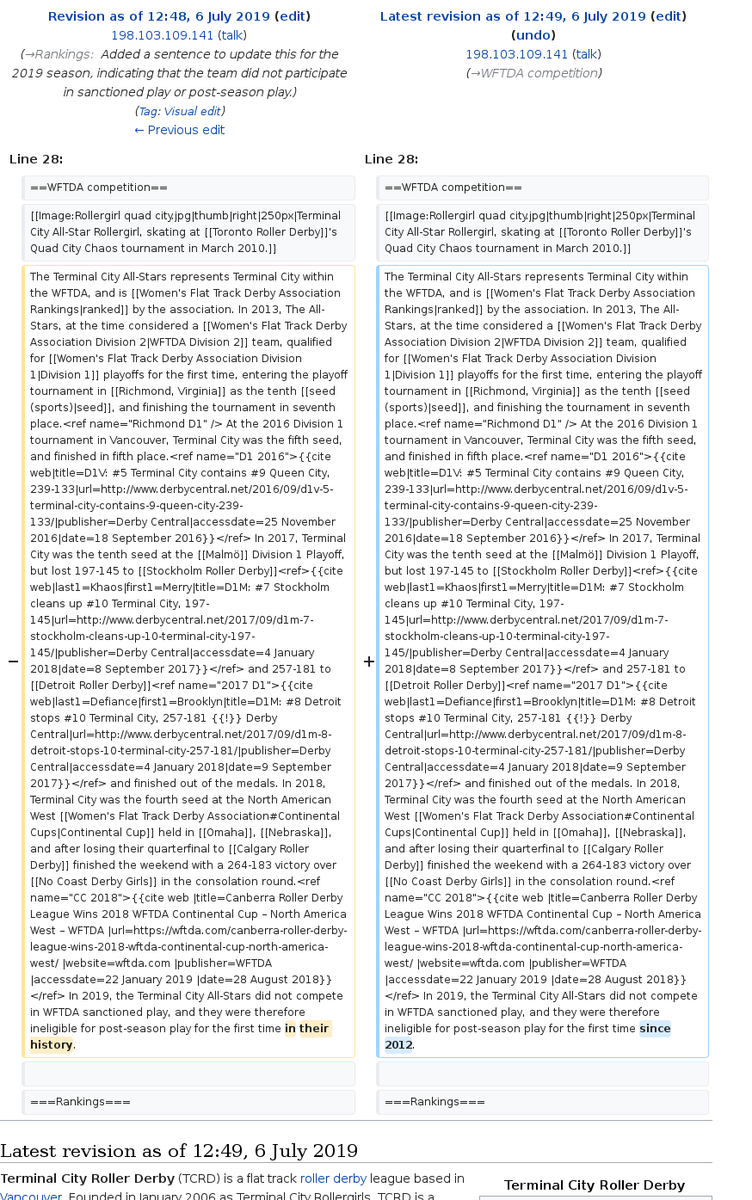 Revision as of 12:48, 6 July 2019 (edit)
198.103.109.141 (talk)
(→Rankings: Added a sentence to update this for the
2019 season, indicating that the team did not participate
in sanctioned play or post-season play.)
(Tag: Visual edit)
← Previous edit
Latest revision as of 12:49, 6 July 2019 (edit)
(undo)
198.103.109.141 (talk)
(→WFTDA competition)
Line 28:
Line 28:
==WFTDA competition==
==WFTDA competition==
[[Image:Rollergirl quad city.jpg|thumb|right|250px|Terminal
City All-Star Rollergirl, skating at [[Toronto Roller Derby]]'s
Quad City Chaos tournament in March 2010.]]
[[Image:Rollergirl quad city.jpg|thumb|right|250px|Terminal
City All-Star Rollergirl, skating at [[Toronto Roller Derby]]'s
Quad City Chaos tournament in March 2010.]]
−
The Terminal City All-Stars represents Terminal City within
the WFTDA, and is [[Women's Flat Track Derby Association
Rankings|ranked]] by the association. In 2013, The All-
Stars, at the time considered a [[Women's Flat Track Derby
Association Division 2|WFTDA Division 2]] team, qualified
for [[Women's Flat Track Derby Association Division
1|Division 1]] playoffs for the first time, entering the playoff
tournament in [[Richmond, Virginia]] as the tenth [[seed
(sports)|seed]], and finishing the tournament in seventh
place.<ref name="Richmond D1" /> At the 2016 Division 1
tournament in Vancouver, Terminal City was the fifth seed,
and finished in fifth place.<ref name="D1 2016">{{cite
web|title=D1V: #5 Terminal City contains #9 Queen City,
239-133|url=http://www.derbycentral.net/2016/09/d1v-5-
terminal-city-contains-9-queen-city-239-
133/|publisher=Derby Central|accessdate=25 November
2016|date=18 September 2016}}</ref> In 2017, Terminal
City was the tenth seed at the [[Malmö]] Division 1 Playoff,
but lost 197-145 to [[Stockholm Roller Derby]]<ref>{{cite
web|last1=Khaos|first1=Merry|title=D1M: #7 Stockholm
cleans up #10 Terminal City, 197-
145|url=http://www.derbycentral.net/2017/09/d1m-7-
stockholm-cleans-up-10-terminal-city-197-
145/|publisher=Derby Central|accessdate=4 January
2018|date=8 September 2017}}</ref> and 257-181 to
[[Detroit Roller Derby]]<ref name="2017 D1">{{cite
web|last1=Defiance|first1=Brooklyn|title=D1M: #8 Detroit
stops #10 Terminal City, 257-181 {{!}} Derby
Central|url=http://www.derbycentral.net/2017/09/d1m-8-
detroit-stops-10-terminal-city-257-181/|publisher=Derby
Central|accessdate=4 January 2018|date=9 September
2017}}</ref> and finished out of the medals. In 2018,
Terminal City was the fourth seed at the North American
West [[Women's Flat Track Derby Association#Continental
Cups|Continental Cup]] held in [[Omaha]], [[Nebraska]],
and after losing their quarterfinal to [[Calgary Roller
Derby]] finished the weekend with a 264-183 victory over
[[No Coast Derby Girls]] in the consolation round.<ref
name="CC 2018">{{cite web |title=Canberra Roller Derby
League Wins 2018 WFTDA Continental Cup – North America
West – WFTDA |url=https://wftda.com/canberra-roller-derby-
league-wins-2018-wftda-continental-cup-north-america-
west/ |website=wftda.com |publisher=WFTDA
|accessdate=22 January 2019 |date=28 August 2018}}
</ref> In 2019, the Terminal City All-Stars did not compete
in WFTDA sanctioned play, and they were therefore
ineligible for post-season play for the first time in their
history.
+
The Terminal City All-Stars represents Terminal City within
the WFTDA, and is [[Women's Flat Track Derby Association
Rankings|ranked]] by the association. In 2013, The All-
Stars, at the time considered a [[Women's Flat Track Derby
Association Division 2|WFTDA Division 2]] team, qualified
for [[Women's Flat Track Derby Association Division
1|Division 1]] playoffs for the first time, entering the playoff
tournament in [[Richmond, Virginia]] as the tenth [[seed
(sports)|seed]], and finishing the tournament in seventh
place.<ref name="Richmond D1" /> At the 2016 Division 1
tournament in Vancouver, Terminal City was the fifth seed,
and finished in fifth place.<ref name="D1 2016">{{cite
web|title=D1V: #5 Terminal City contains #9 Queen City,
239-133|url=http://www.derbycentral.net/2016/09/d1v-5-
terminal-city-contains-9-queen-city-239-
133/|publisher=Derby Central|accessdate=25 November
2016|date=18 September 2016}}</ref> In 2017, Terminal
City was the tenth seed at the [[Malmö]] Division 1 Playoff,
but lost 197-145 to [[Stockholm Roller Derby]]<ref>{{cite
web|last1=Khaos|first1=Merry|title=D1M: #7 Stockholm
cleans up #10 Terminal City, 197-
145|url=http://www.derbycentral.net/2017/09/d1m-7-
stockholm-cleans-up-10-terminal-city-197-
145/|publisher=Derby Central|accessdate=4 January
2018|date=8 September 2017}}</ref> and 257-181 to
[[Detroit Roller Derby]]<ref name="2017 D1">{{cite
web|last1=Defiance|first1=Brooklyn|title=D1M: #8 Detroit
stops #10 Terminal City, 257-181 {{!}} Derby
Central|url=http://www.derbycentral.net/2017/09/d1m-8-
detroit-stops-10-terminal-city-257-181/|publisher=Derby
Central|accessdate=4 January 2018|date=9 September
2017}}</ref> and finished out of the medals. In 2018,
Terminal City was the fourth seed at the North American
West [[Women's Flat Track Derby Association#Continental
Cups|Continental Cup]] held in [[Omaha]], [[Nebraska]],
and after losing their quarterfinal to [[Calgary Roller
Derby]] finished the weekend with a 264-183 victory over
[[No Coast Derby Girls]] in the consolation round.<ref
name="CC 2018">{{cite web |title=Canberra Roller Derby
League Wins 2018 WFTDA Continental Cup – North America
West – WFTDA |url=https://wftda.com/canberra-roller-derby-
league-wins-2018-wftda-continental-cup-north-america-
west/ |website=wftda.com |publisher=WFTDA
|accessdate=22 January 2019 |date=28 August 2018}}
</ref> In 2019, the Terminal City All-Stars did not compete
in WFTDA sanctioned play, and they were therefore
ineligible for post-season play for the first time since
2012.
===Rankings===
===Rankings===
Latest revision as of 12:49, 6 July 2019
Terminal City Roller Derby (TCRD) is a flat track roller derby league based in
Vancouver. Founded in January 2006 as Terminal City Rollergirls, TCRD is a
Terminal City Roller Derby